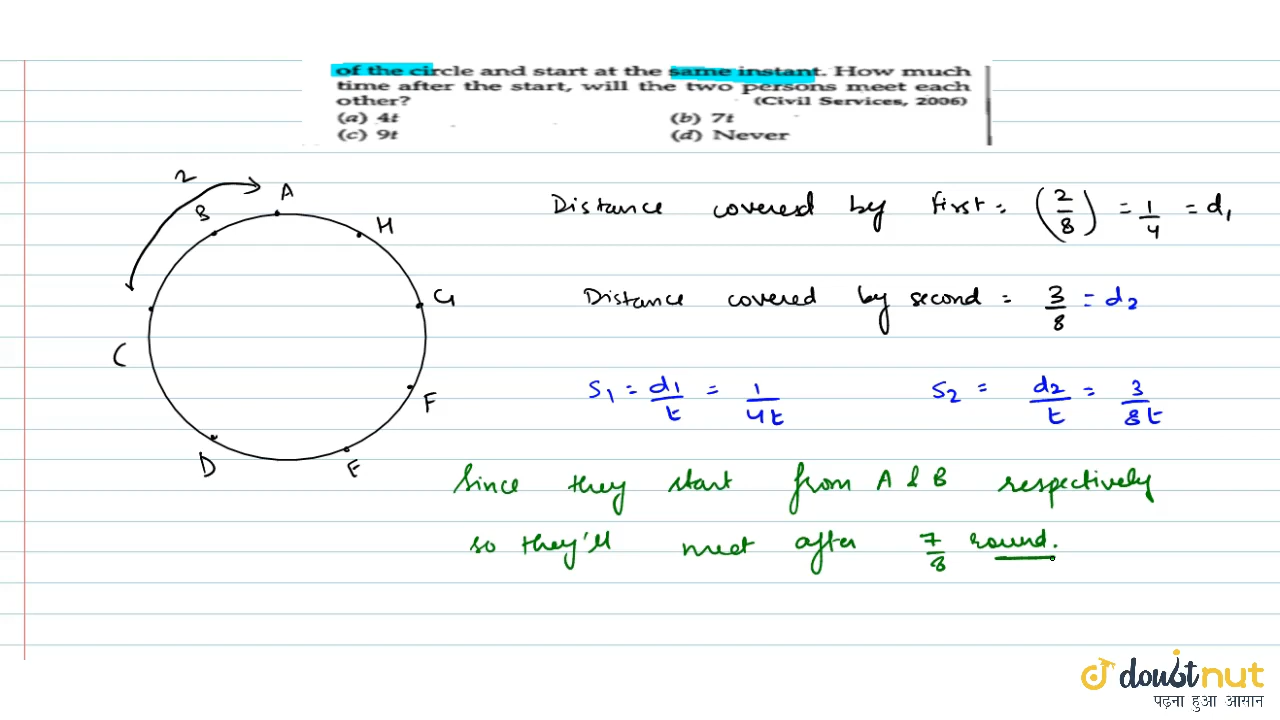 of the circle and start at the same instant. How much
time after the start, will the two persons meet each
other? (Civil Services, 2006)
(a) 4t (b) 7t
(c) 9t (d) Never
2
A
B
H
G
C
F
D
E
Distance covered by first = (2/8) = 1/4 = d1
Distance covered by second = 3/8 = d2
S1 = d1/t = 1/4t S2 = d2/t = 3/8t
Since they start from A & B respectively
so they'll meet after 7/8 round.
doubtnut
पढ़ना हुआ आसान